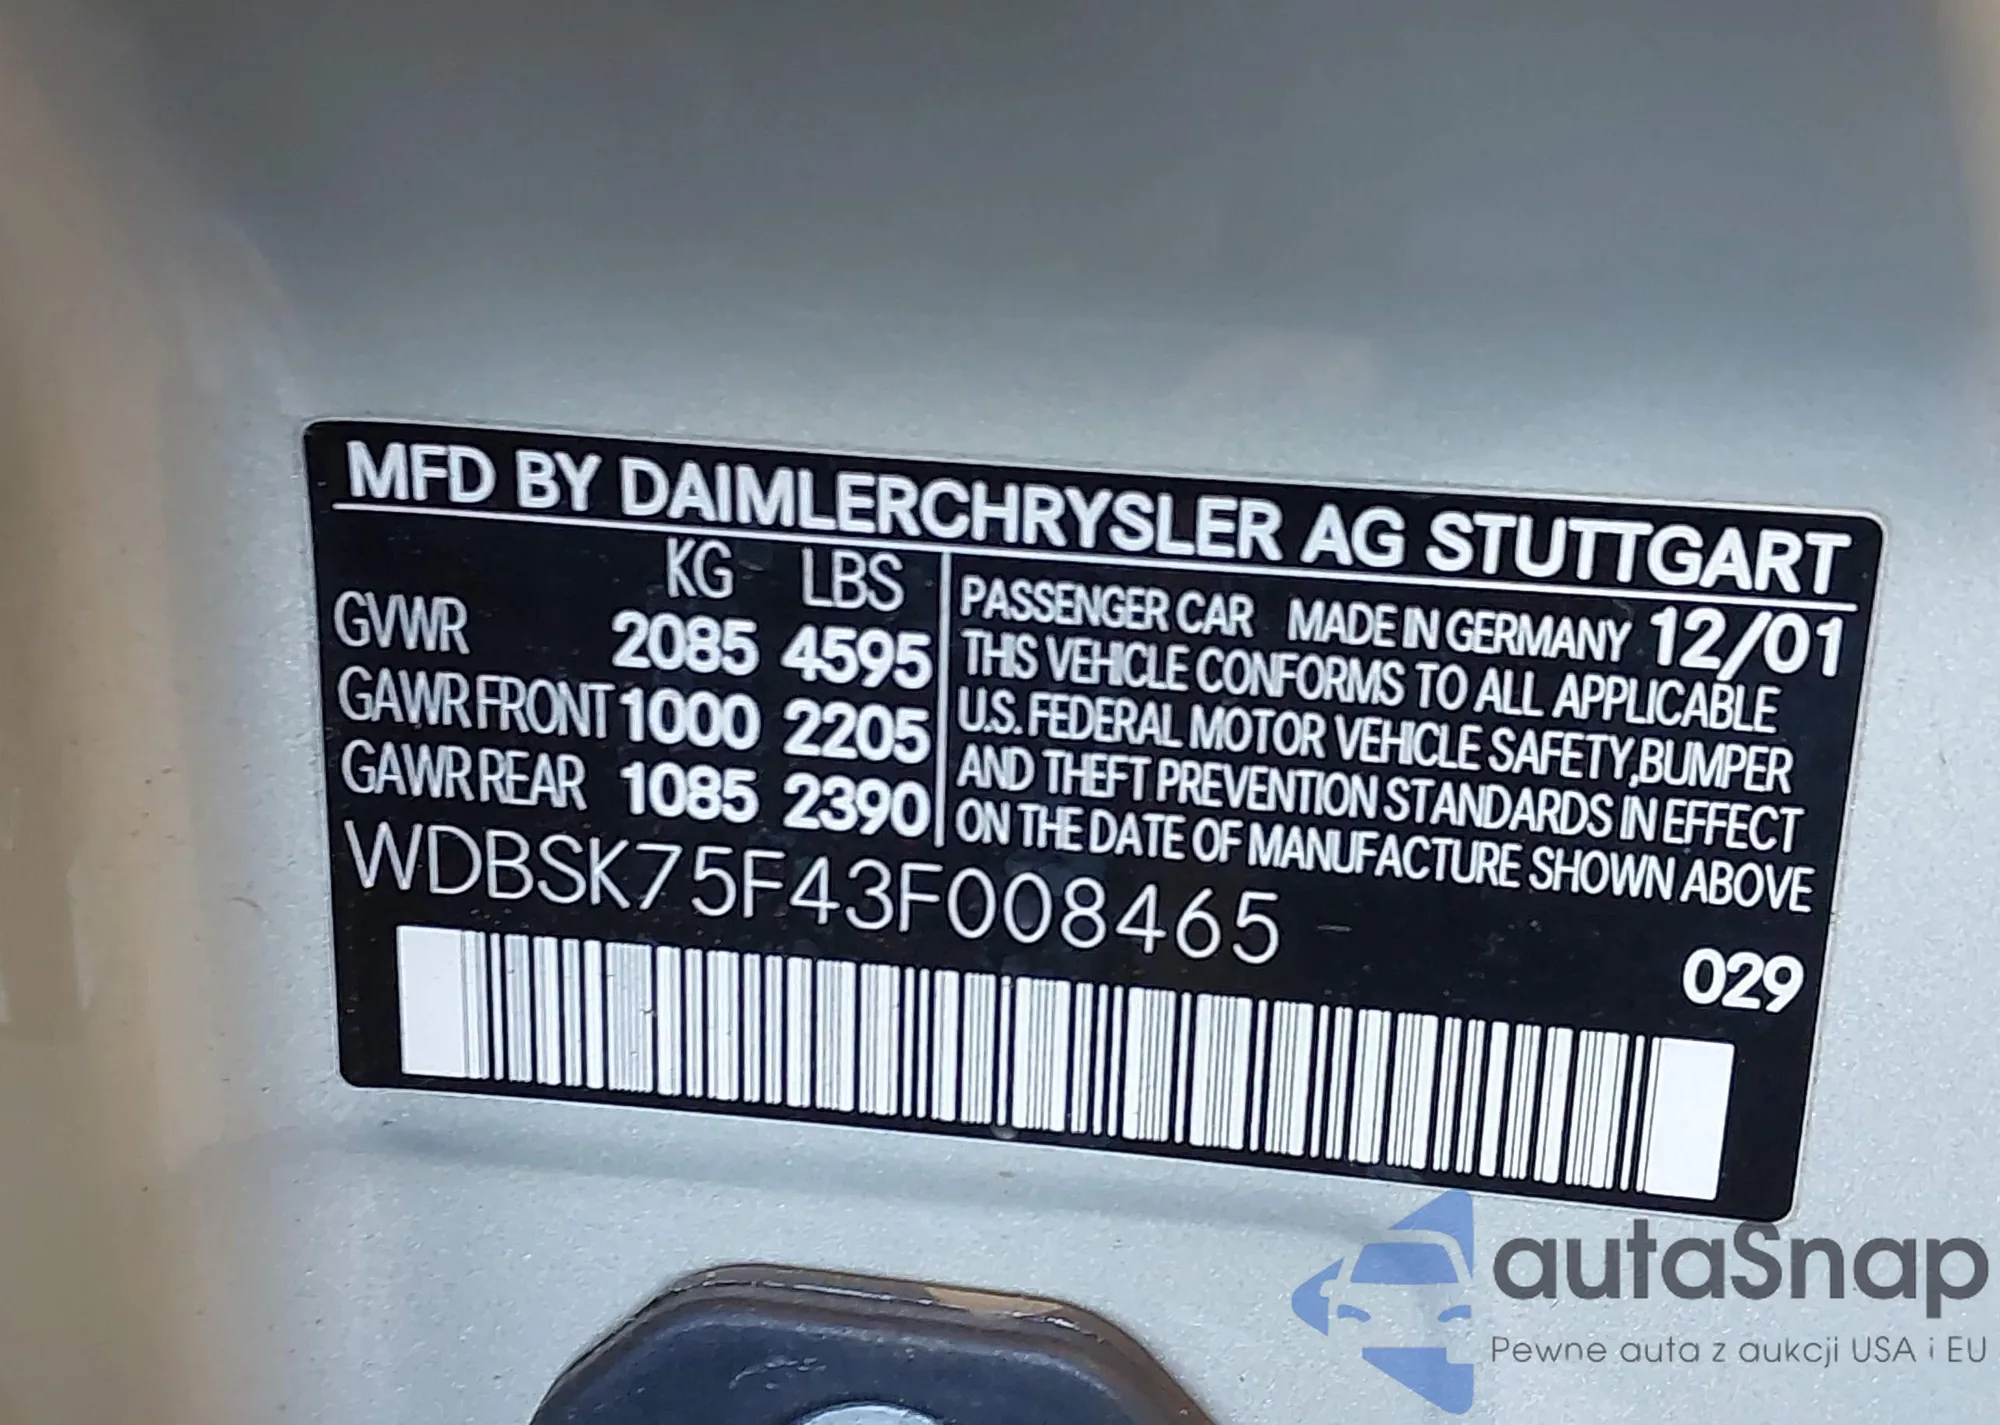 MFD BY DAIMLERCHRYSLER AG STUTTGART
KG LBS
GVWR 2085 4595
GAWR FRONT 1000 2205
GAWR REAR 1085 2390
PASSENGER CAR MADE IN GERMANY 12/01
THIS VEHICLE CONFORMS TO ALL APPLICABLE
U.S. FEDERAL MOTOR VEHICLE SAFETY, BUMPER
AND THEFT PREVENTION STANDARDS IN EFFECT
ON THE DATE OF MANUFACTURE SHOWN ABOVE
WDBSK75F43F008465
029
autaSnap
Pewne auta z aukcji USA i EU